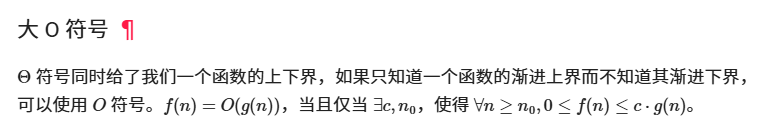 大 O 符号 ¶
Θ 符号同时给了我们一个函数的上下界，如果只知道一个函数的渐进上界而不知道其渐进下界，
可以使用 O 符号。f(n) = O(g(n))，当且仅当 ∃c, n₀，使得 ∀n ≥ n₀, 0 ≤ f(n) ≤ c · g(n)。